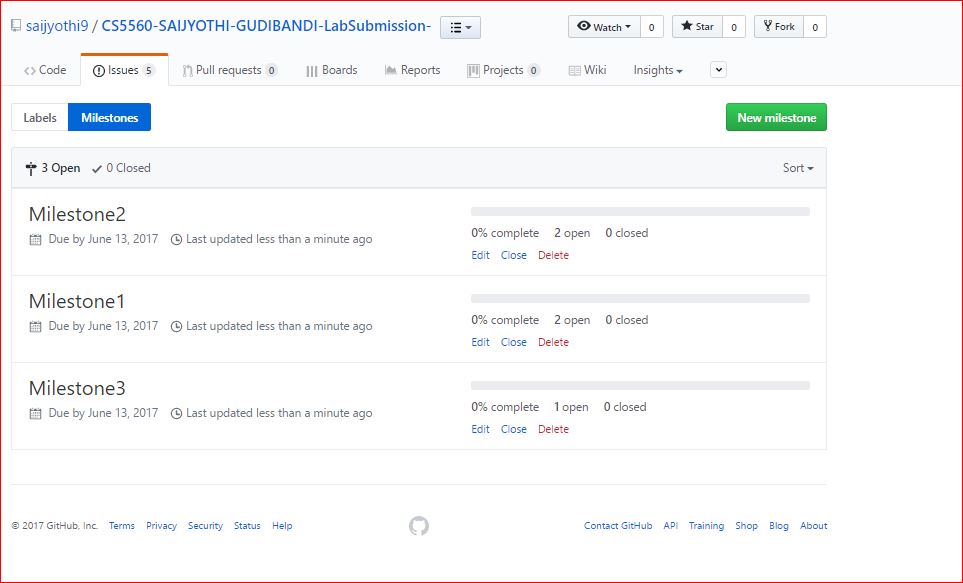 saijyothi9 / CS5560-SAIJYOTHI-GUDIBANDI-LabSubmission- Watch 0 Star 0 Fork 0
Code Issues 5 Pull requests 0 Boards Reports Projects 0 Wiki Insights
Labels Milestones New milestone
3 Open 0 Closed Sort
Milestone2
Due by June 13, 2017 Last updated less than a minute ago
0% complete 2 open 0 closed
Edit Close Delete
Milestone1
Due by June 13, 2017 Last updated less than a minute ago
0% complete 2 open 0 closed
Edit Close Delete
Milestone3
Due by June 13, 2017 Last updated less than a minute ago
0% complete 1 open 0 closed
Edit Close Delete
© 2017 GitHub, Inc. Terms Privacy Security Status Help Contact GitHub API Training Shop Blog About